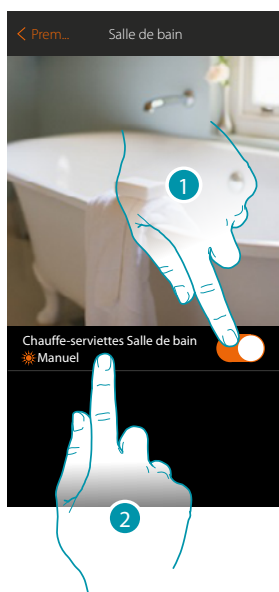 Prem... Salle de bain
1
Chauffe-serviettes Salle de bain
Manuel
2